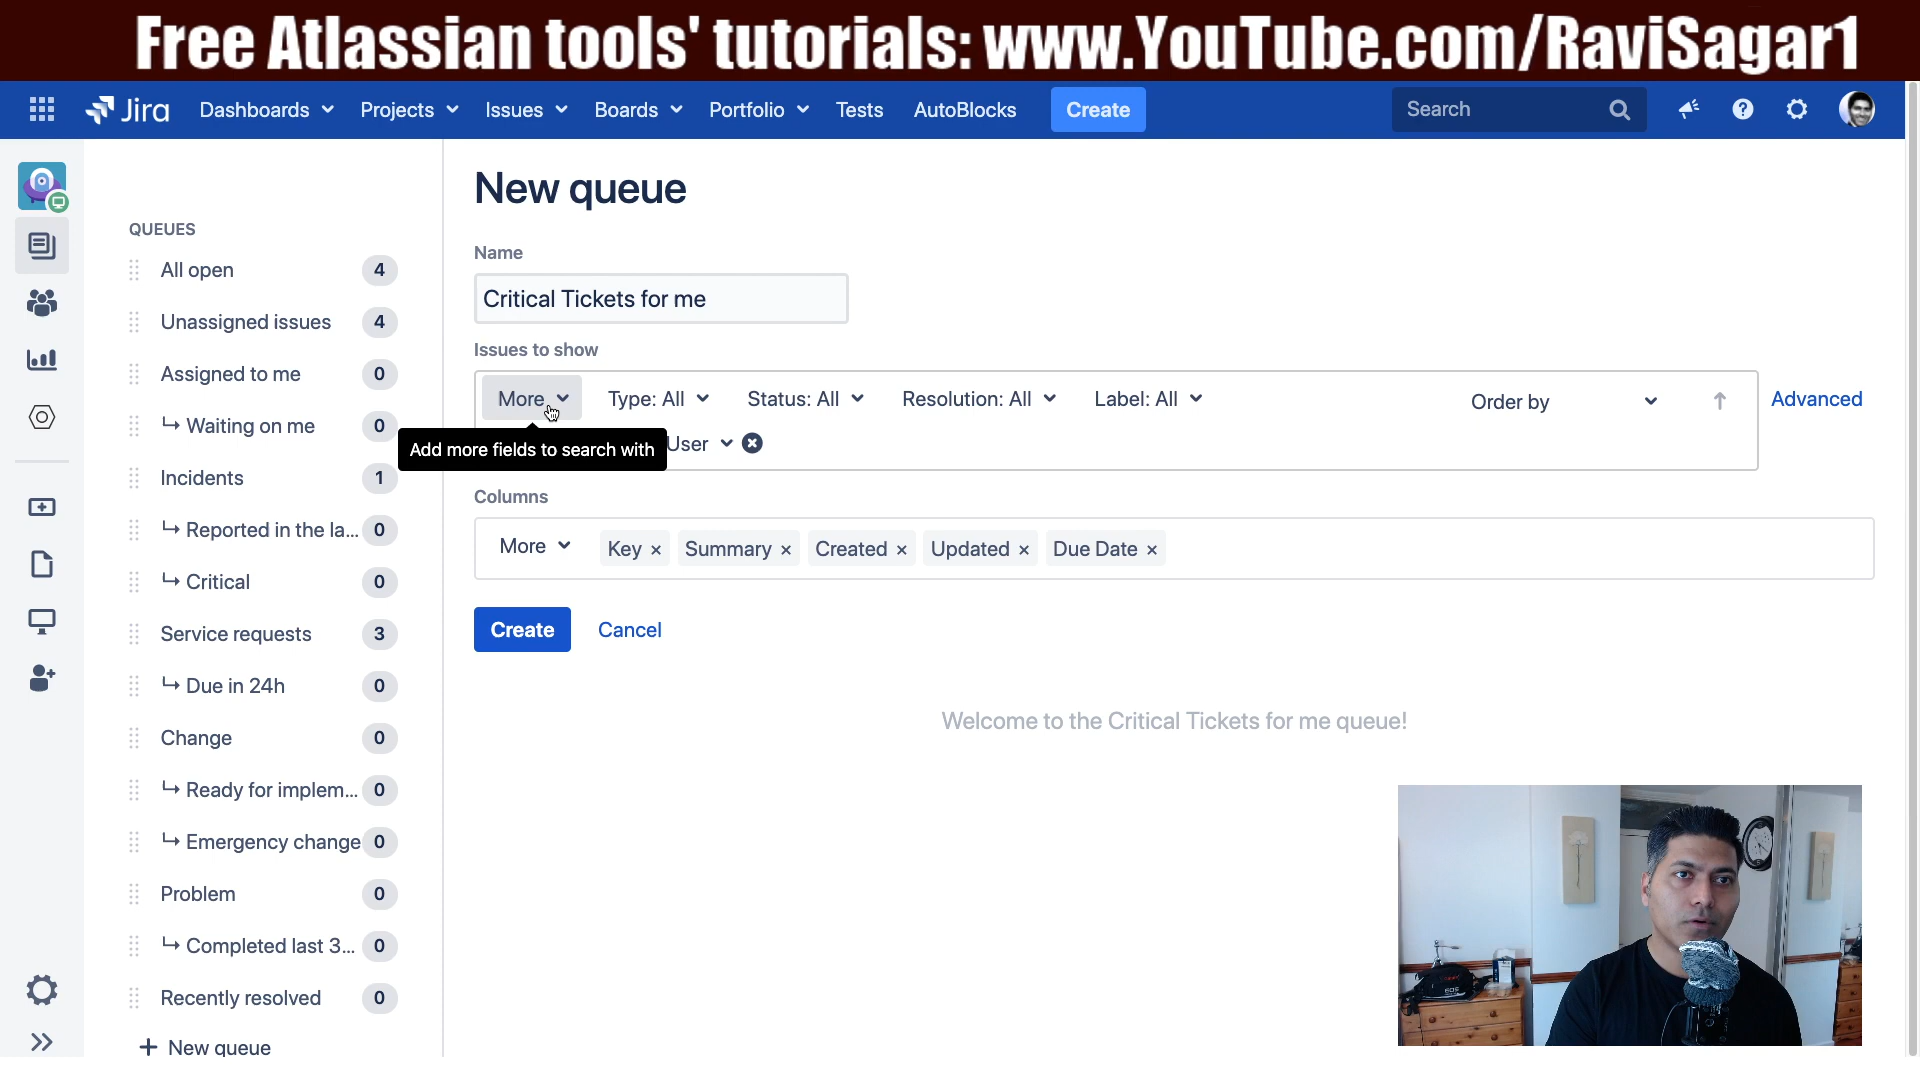 Free Atlassian tools' tutorials: www.YouTube.com/RaviSagar1
Jira Dashboards Projects Issues Boards Portfolio Tests AutoBlocks Create Search
QUEUES
All open 4
Unassigned issues 4
Assigned to me 0
Waiting on me 0
Incidents 1
Reported in the la... 0
Critical 0
Service requests 3
Due in 24h 0
Change 0
Ready for implem... 0
Emergency change 0
Problem 0
Completed last 3... 0
Recently resolved 0
+ New queue
New queue
Name
Critical Tickets for me
Issues to show
More Type: All Status: All Resolution: All Label: All Order by Advanced
Add more fields to search with
User
Columns
More Key × Summary × Created × Updated × Due Date ×
Create Cancel
Welcome to the Critical Tickets for me queue!